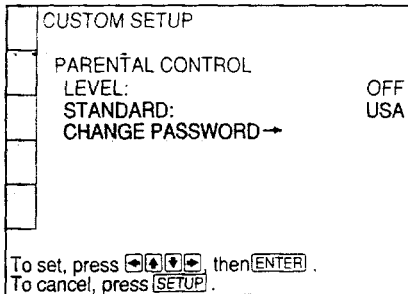 CUSTOM SETUP
PARENTAL CONTROL
LEVEL: OFF
STANDARD: USA
CHANGE PASSWORD→
To set, press ←↑↓→, then ENTER .
To cancel, press SETUP .